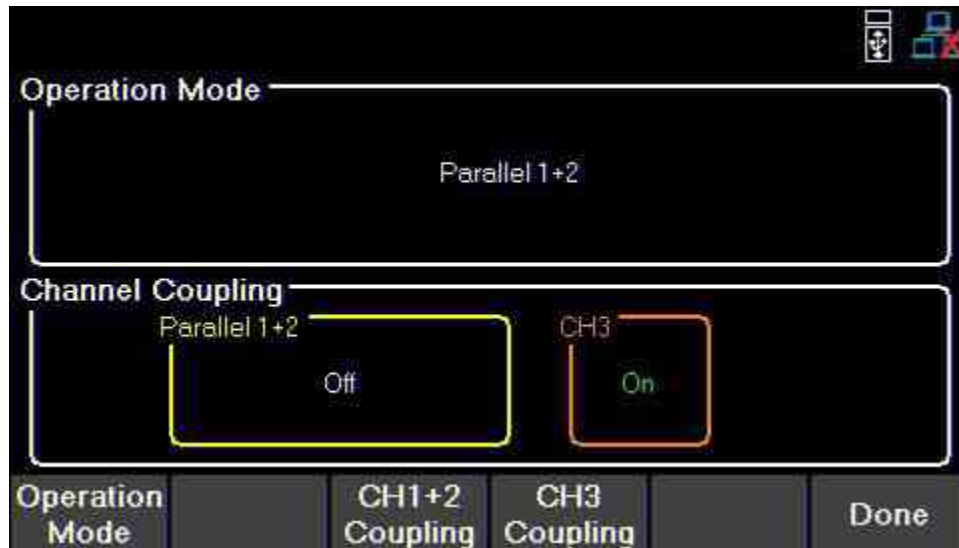 Operation Mode
Parallel 1+2
Channel Coupling
Parallel 1+2
CH3
Off
On
Operation
Mode
CH1+2
Coupling
CH3
Coupling
Done